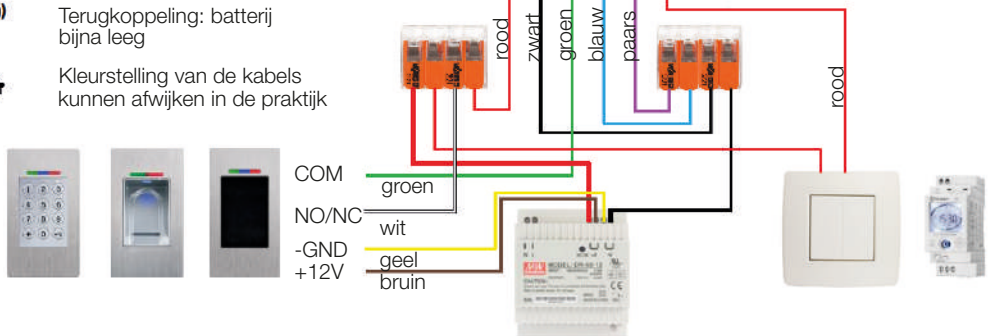 Terugkoppeling: batterij
bijna leeg
Kleurstelling van de kabels
kunnen afwijken in de praktijk
rood
zwart
groen
blauw
paars
rood
COM
groen
NO/NC
wit
-GND
geel
+12V
bruin